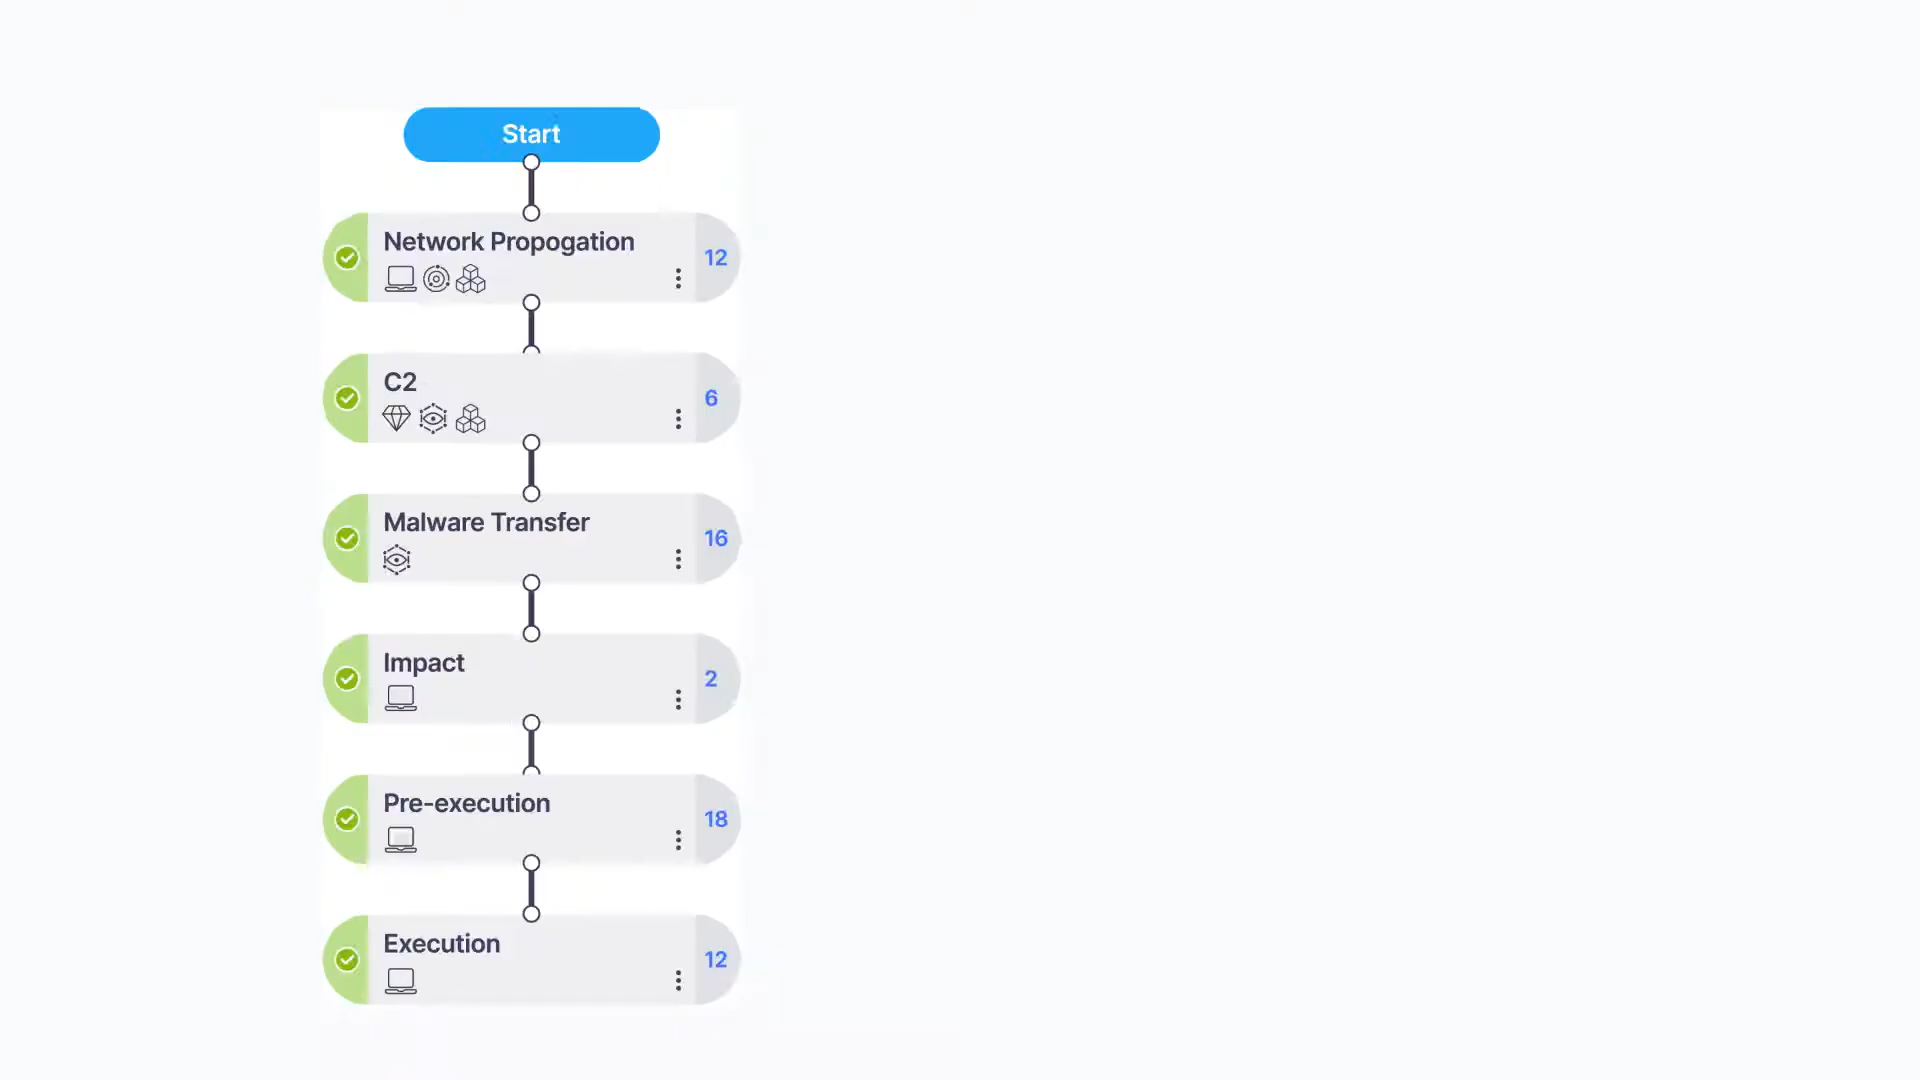 Start
Network Propogation
12
C2
6
Malware Transfer
16
Impact
2
Pre-execution
18
Execution
12